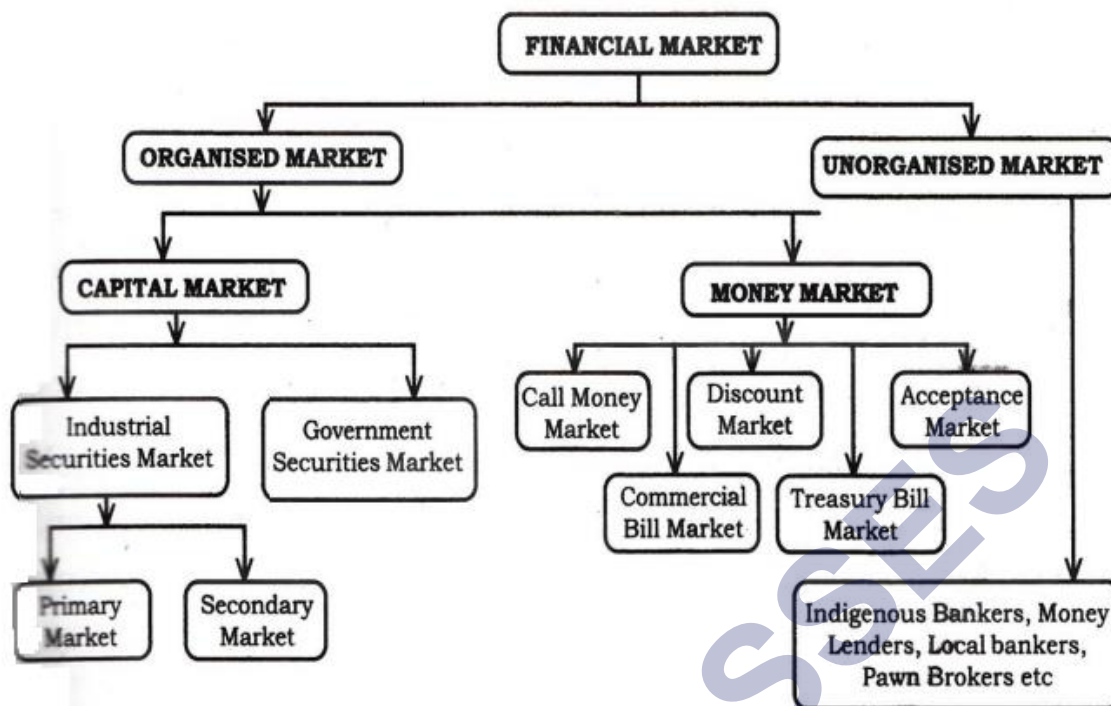 FINANCIAL MARKET
ORGANISED MARKET
UNORGANISED MARKET
CAPITAL MARKET
MONEY MARKET
Industrial
Securities Market
Government
Securities Market
Call Money
Market
Discount
Market
Acceptance
Market
Commercial
Bill Market
Treasury Bill
Market
Primary
Market
Secondary
Market
Indigenous Bankers, Money
Lenders, Local bankers,
Pawn Brokers etc
SSES